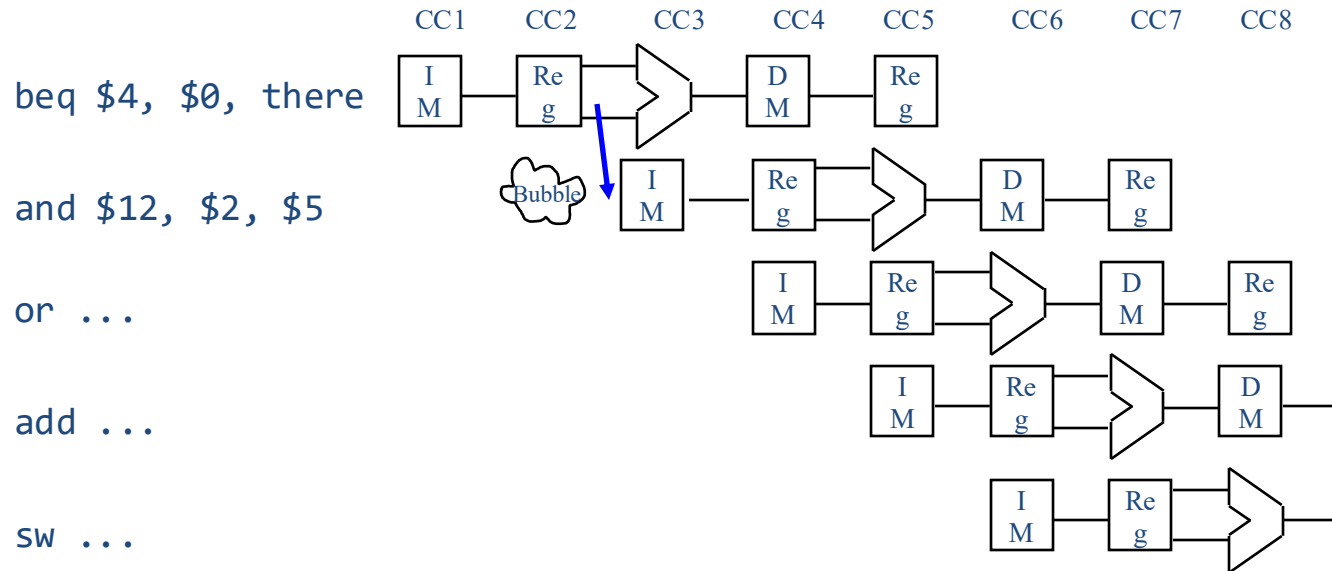 CC1 CC2 CC3 CC4 CC5 CC6 CC7 CC8
beq $4, $0, there
I
M
Re
g
D
M
Re
g
and $12, $2, $5
Bubble
I
M
Re
g
D
M
Re
g
or ...
I
M
Re
g
D
M
Re
g
add ...
I
M
Re
g
D
M
sw ...
I
M
Re
g